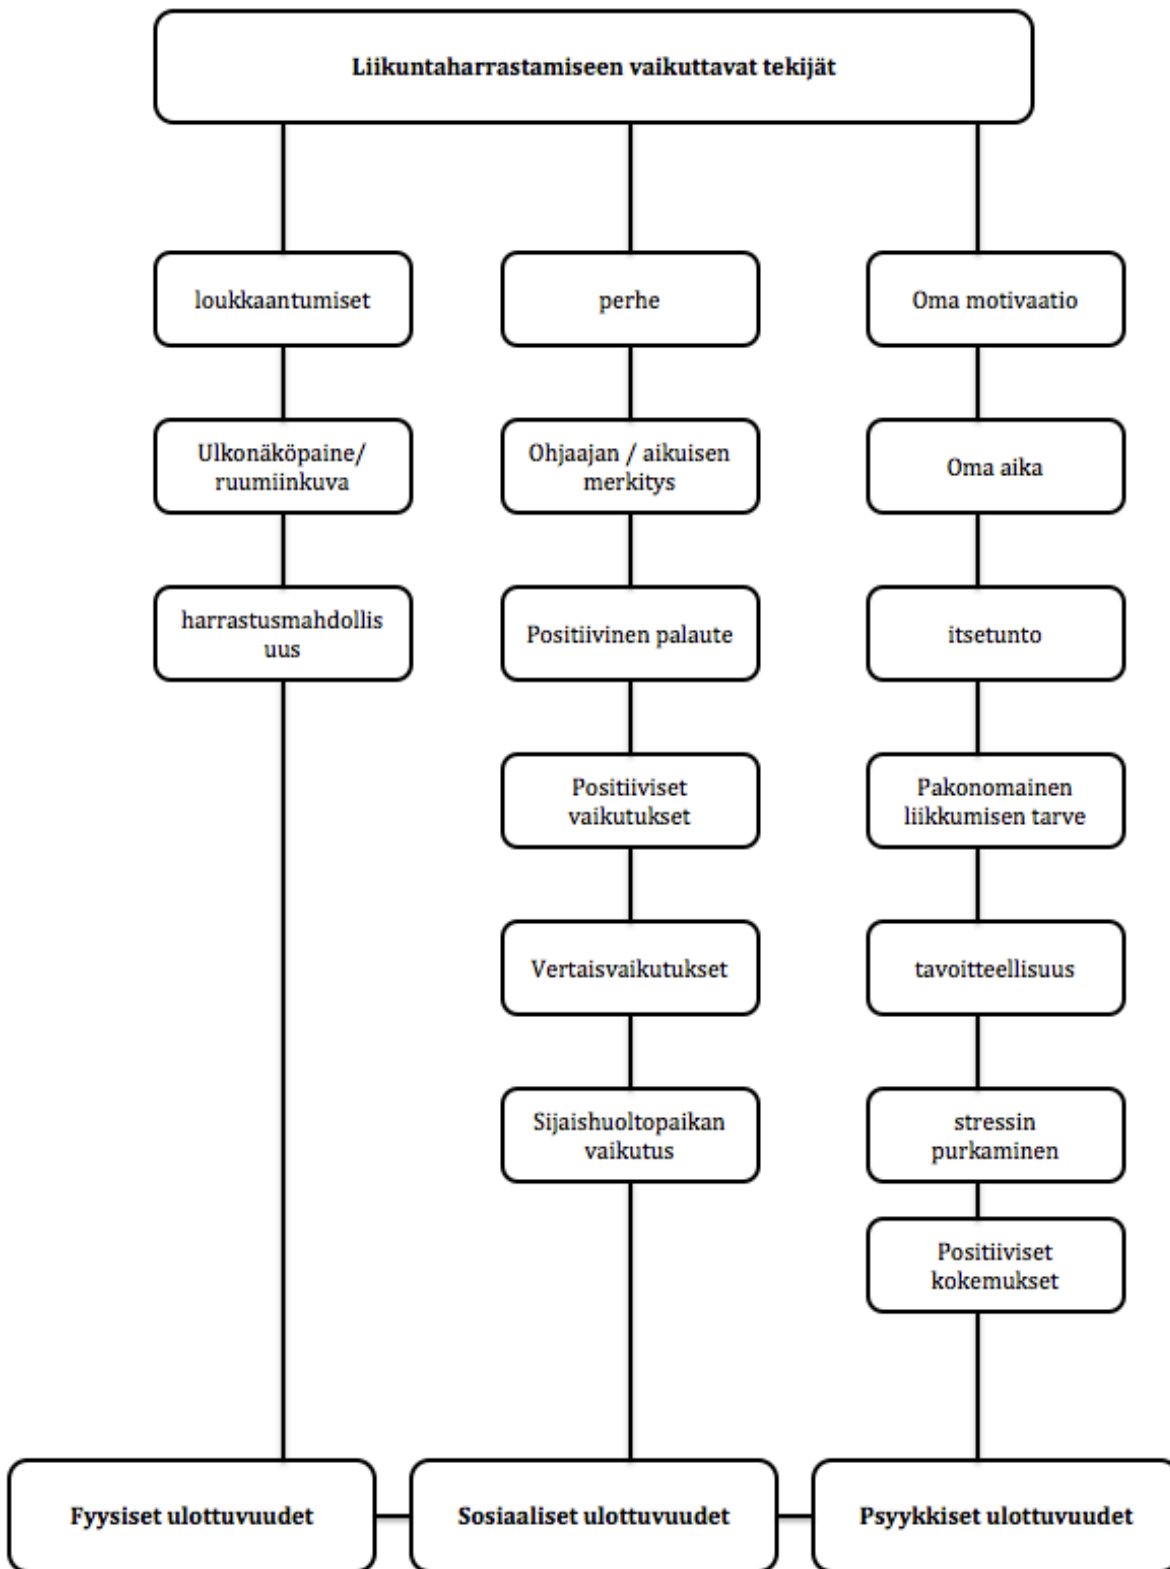 Liikuntaharrastamiseen vaikuttavat tekijät
loukkaantumiset
Ulkonäköpaine/
ruumiinkuva
harrastusmahdollis
uus
perhe
Ohjaajan / aikuisen
merkitys
Positiivinen palaute
Positiiviset
vaikutukset
Vertaisvaikutukset
Sijaishuoltopaikan
vaikutus
Oma motivaatio
Oma aika
itsetunto
Pakonomainen
liikkumisen tarve
tavoitteellisuus
stressin
purkaminen
Positiiviset
kokemukset
Fyysiset ulottuvuudet
Sosiaaliset ulottuvuudet
Psyykkiset ulottuvuudet